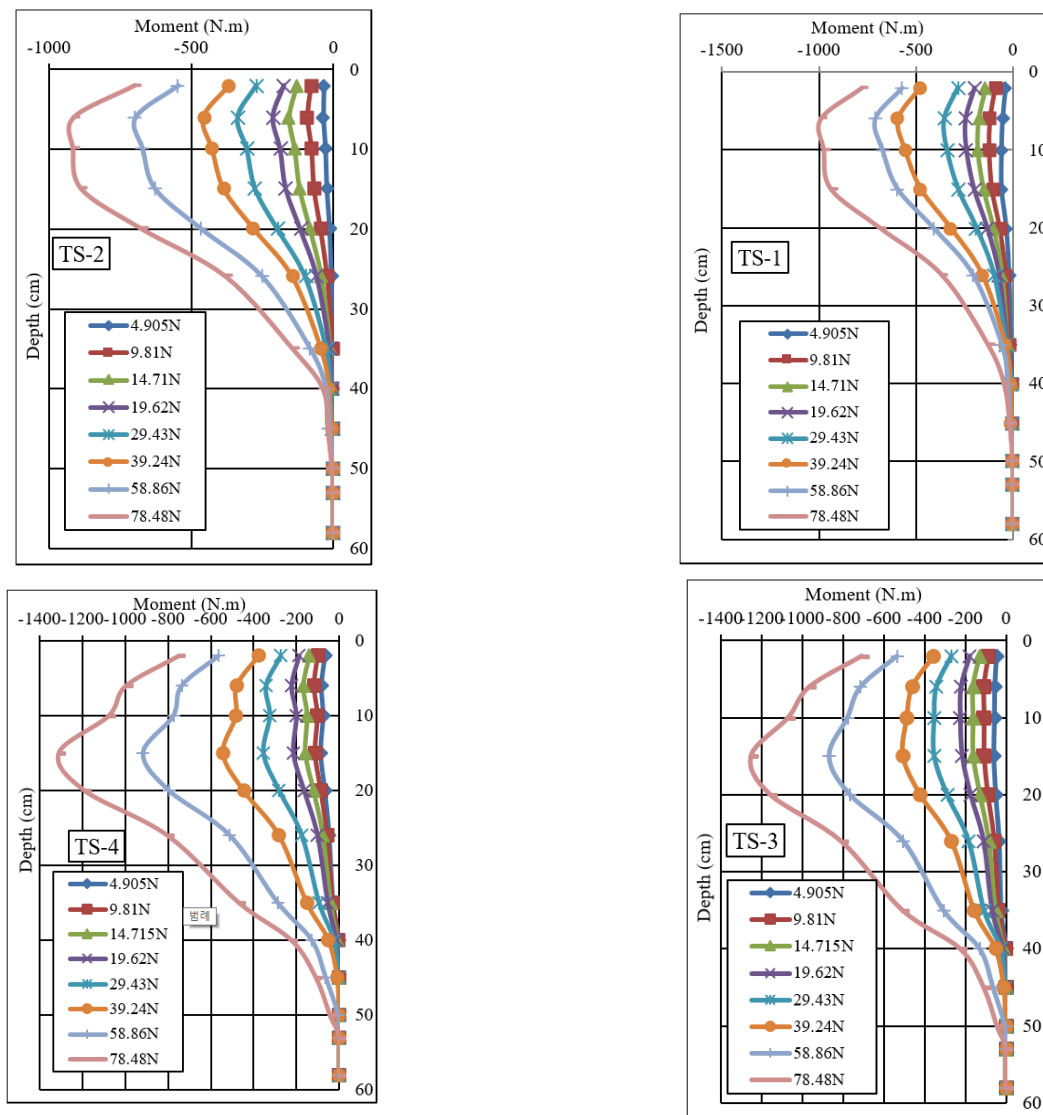 Moment (N.m)
-1000 -500 0
0
10
20
30
40
50
60
Depth (cm)
TS-2
4.905N
9.81N
14.71N
19.62N
29.43N
39.24N
58.86N
78.48N
Moment (N.m)
-1500 -1000 -500 0
0
10
20
30
40
50
60
Depth (cm)
TS-1
4.905N
9.81N
14.71N
19.62N
29.43N
39.24N
58.86N
78.48N
Moment (N.m)
-1400 -1200 -1000 -800 -600 -400 -200 0
0
10
20
30
40
50
60
Depth (cm)
TS-4
4.905N
9.81N
14.715N
19.62N
29.43N
39.24N
58.86N
78.48N
범례
Moment (N.m)
-1400 -1200 -1000 -800 -600 -400 -200 0
0
10
20
30
40
50
60
Depth (cm)
TS-3
4.905N
9.81N
14.715N
19.62N
29.43N
39.24N
58.86N
78.48N